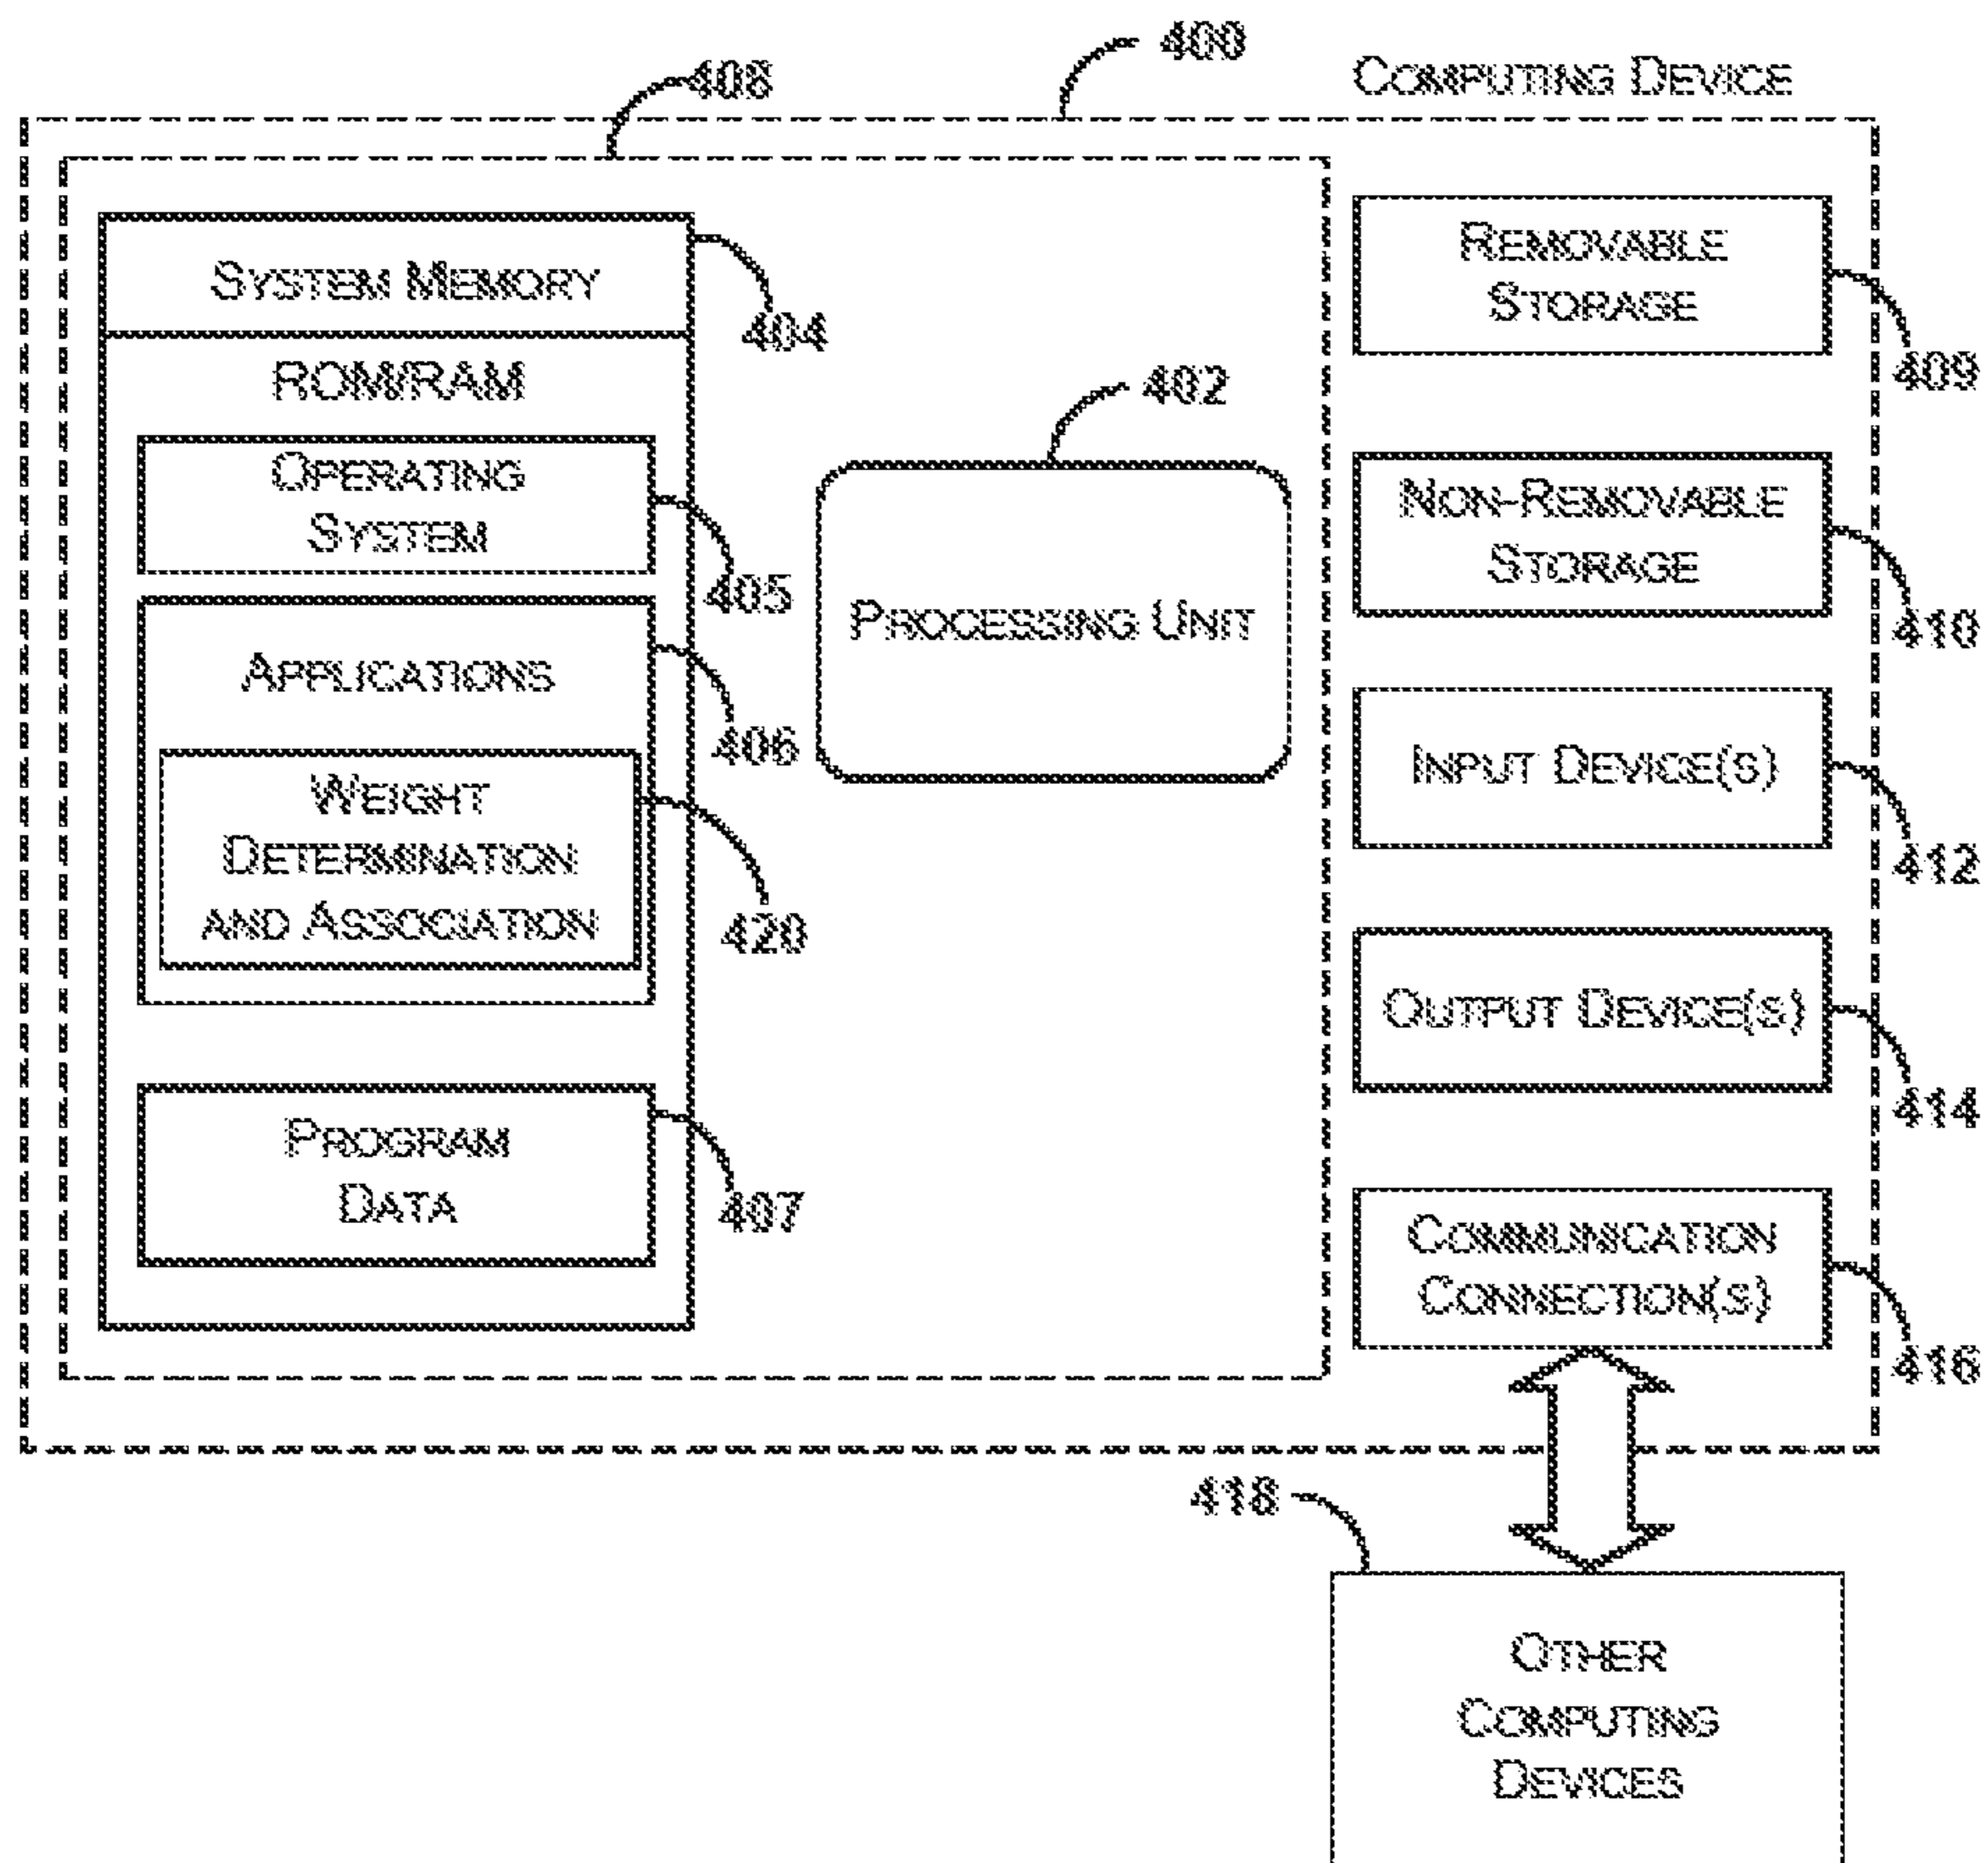 400
COMPUTING DEVICE
408
SYSTEM MEMORY
404
ROM/RAM
OPERATING
SYSTEM
405
APPLICATIONS
406
WEIGHT
DETERMINATION
AND ASSOCIATION
420
PROGRAM
DATA
407
402
PROCESSING UNIT
REMOVABLE
STORAGE
409
NON-REMOVABLE
STORAGE
410
INPUT DEVICE(S)
412
OUTPUT DEVICE(S)
414
COMMUNICATION
CONNECTION(S)
416
418
OTHER
COMPUTING
DEVICES